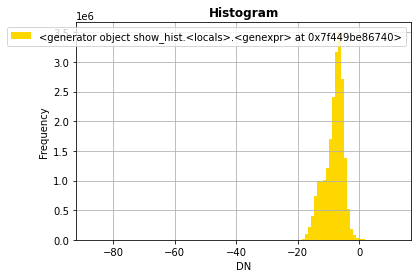 Histogram
1e6
<generator object show_hist.<locals>.<genexpr> at 0x7f449be86740>
3.0
2.5
2.0
1.5
1.0
0.5
0.0
Frequency
−80
−60
−40
−20
0
DN